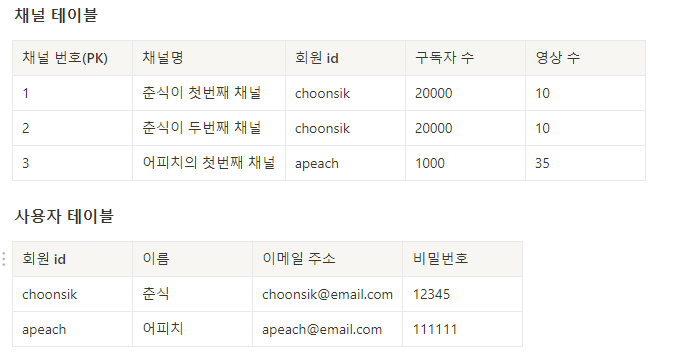 채널 테이블
채널 번호(PK) 채널명 회원 id 구독자 수 영상 수
1 춘식이 첫번째 채널 choonsik 20000 10
2 춘식이 두번째 채널 choonsik 20000 10
3 어피치의 첫번째 채널 apeach 1000 35
사용자 테이블
회원 id 이름 이메일 주소 비밀번호
choonsik 춘식 choonsik@email.com 12345
apeach 어피치 apeach@email.com 111111